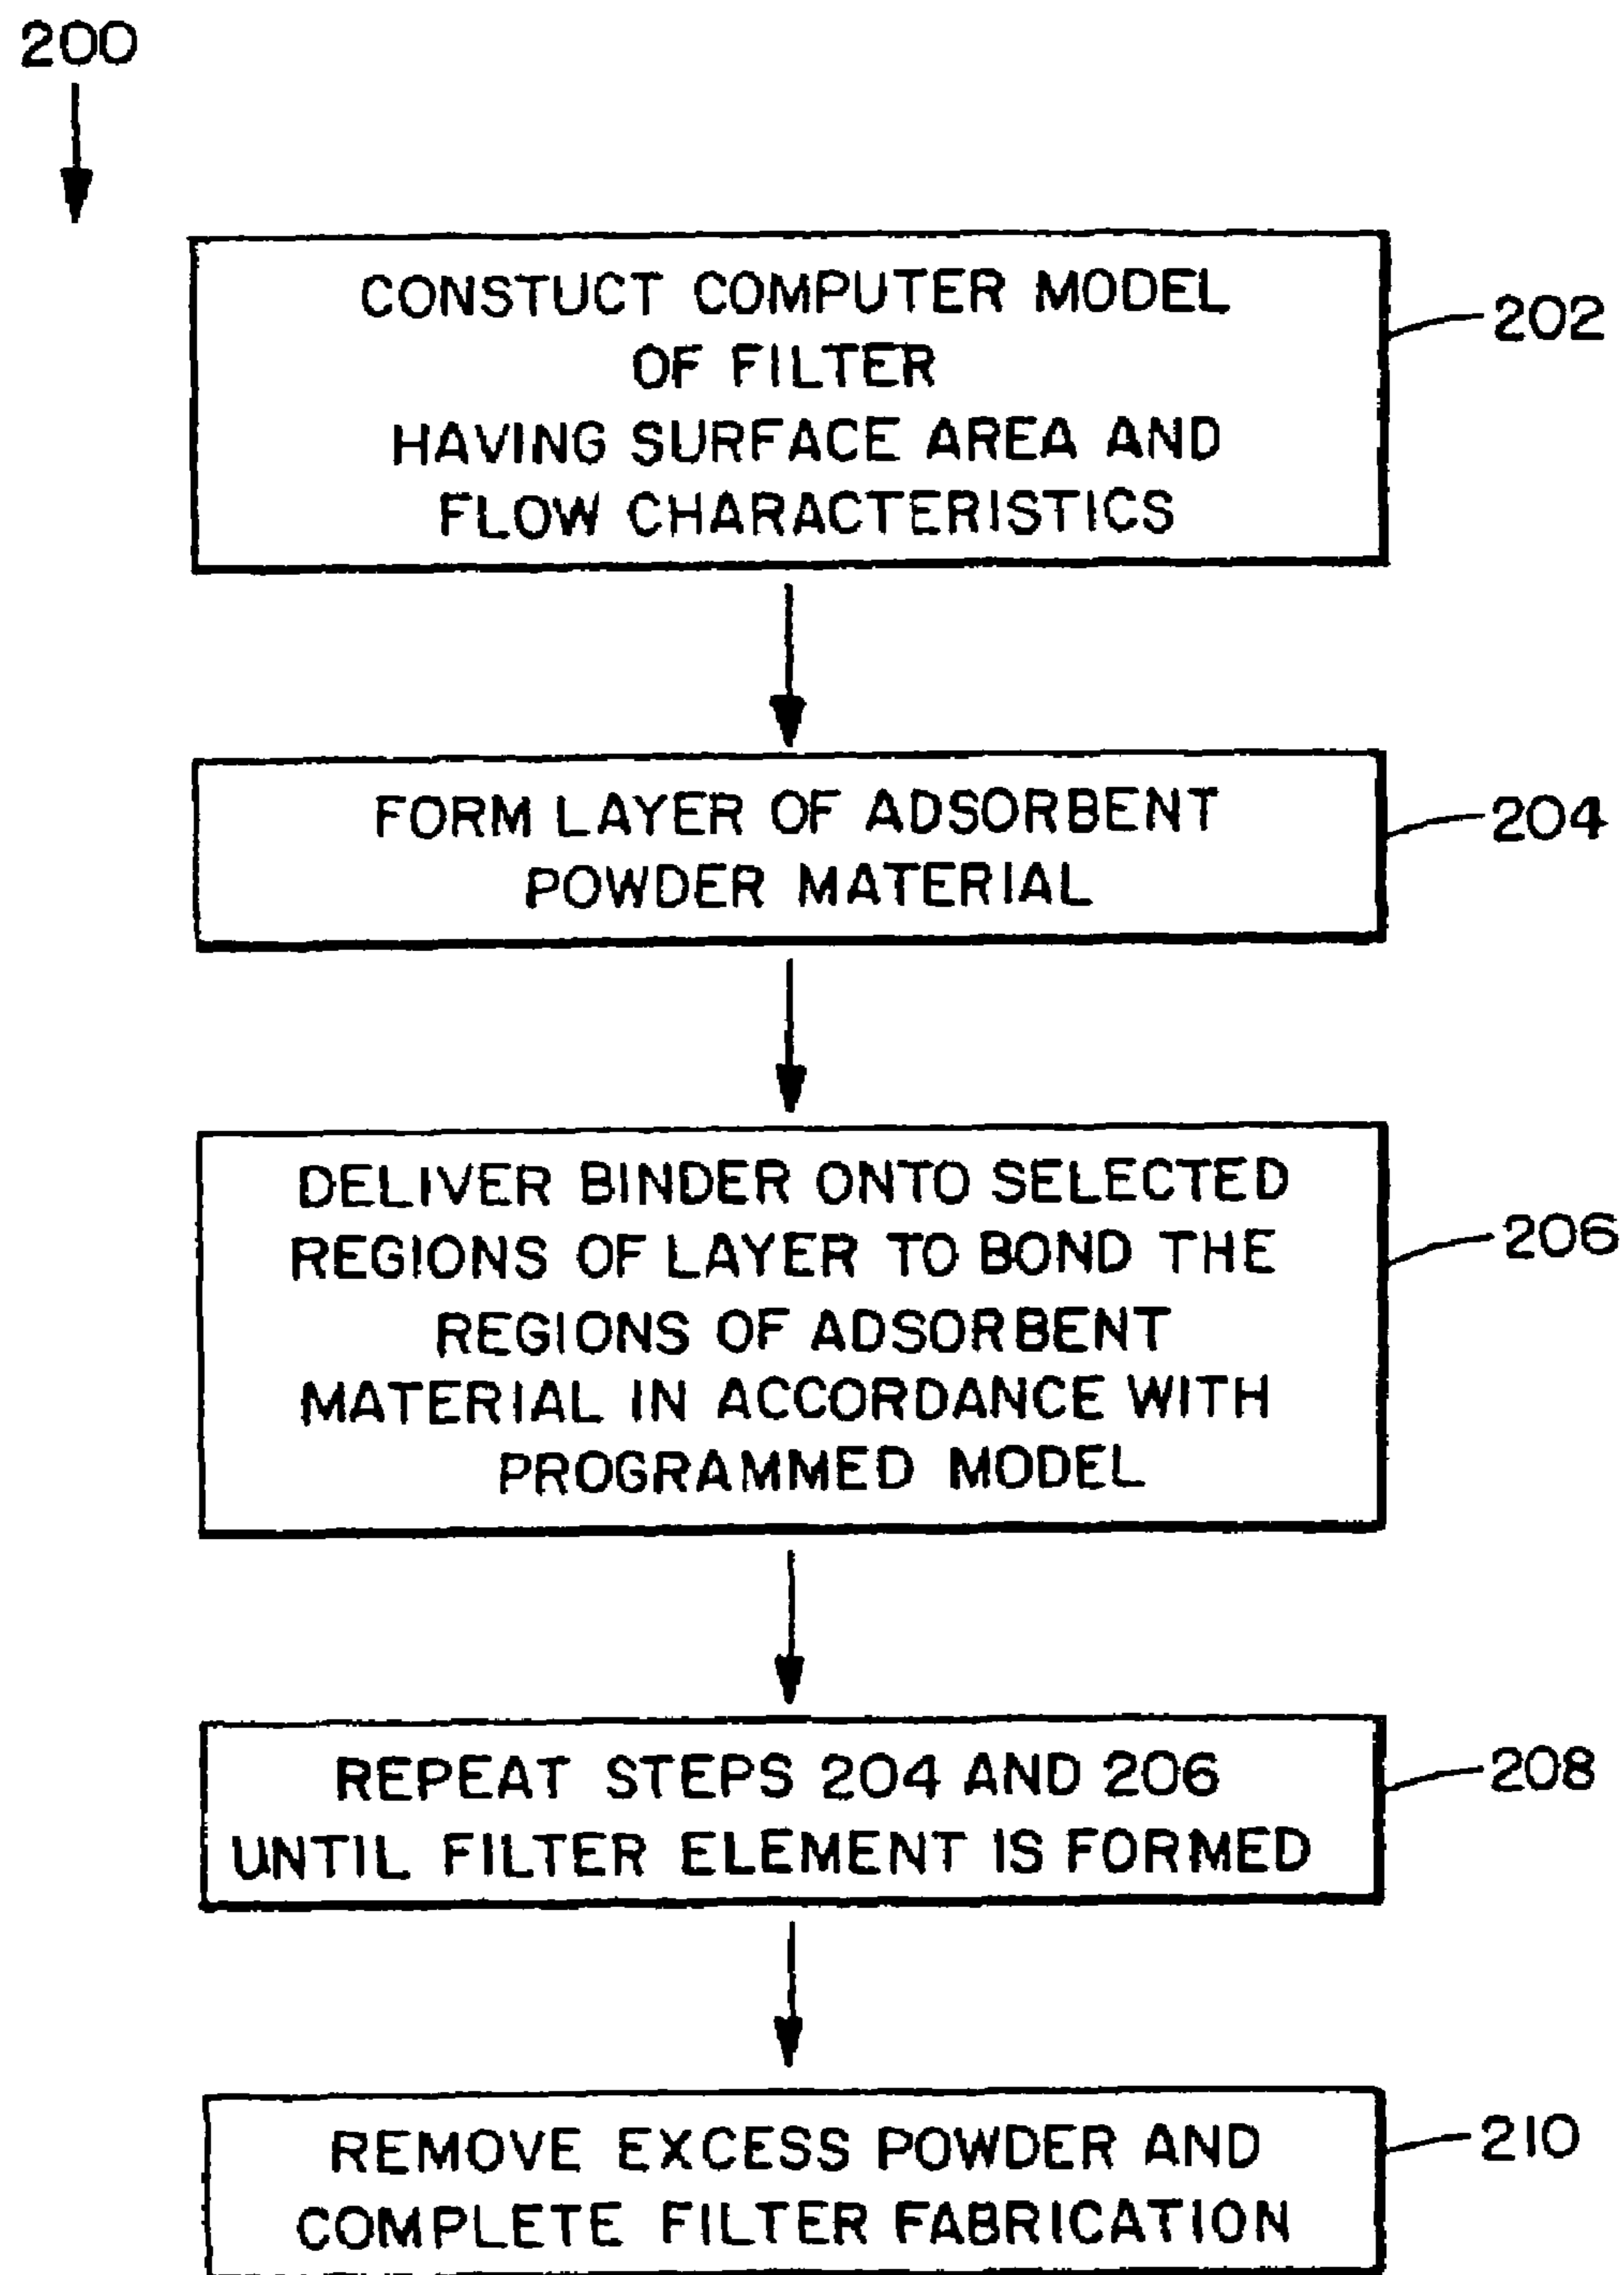 200
CONSTUCT COMPUTER MODEL
OF FILTER
HAVING SURFACE AREA AND
FLOW CHARACTERISTICS
202
FORM LAYER OF ADSORBENT
POWDER MATERIAL
204
DELIVER BINDER ONTO SELECTED
REGIONS OF LAYER TO BOND THE
REGIONS OF ADSORBENT
MATERIAL IN ACCORDANCE WITH
PROGRAMMED MODEL
206
REPEAT STEPS 204 AND 206
UNTIL FILTER ELEMENT IS FORMED
208
REMOVE EXCESS POWDER AND
COMPLETE FILTER FABRICATION
210